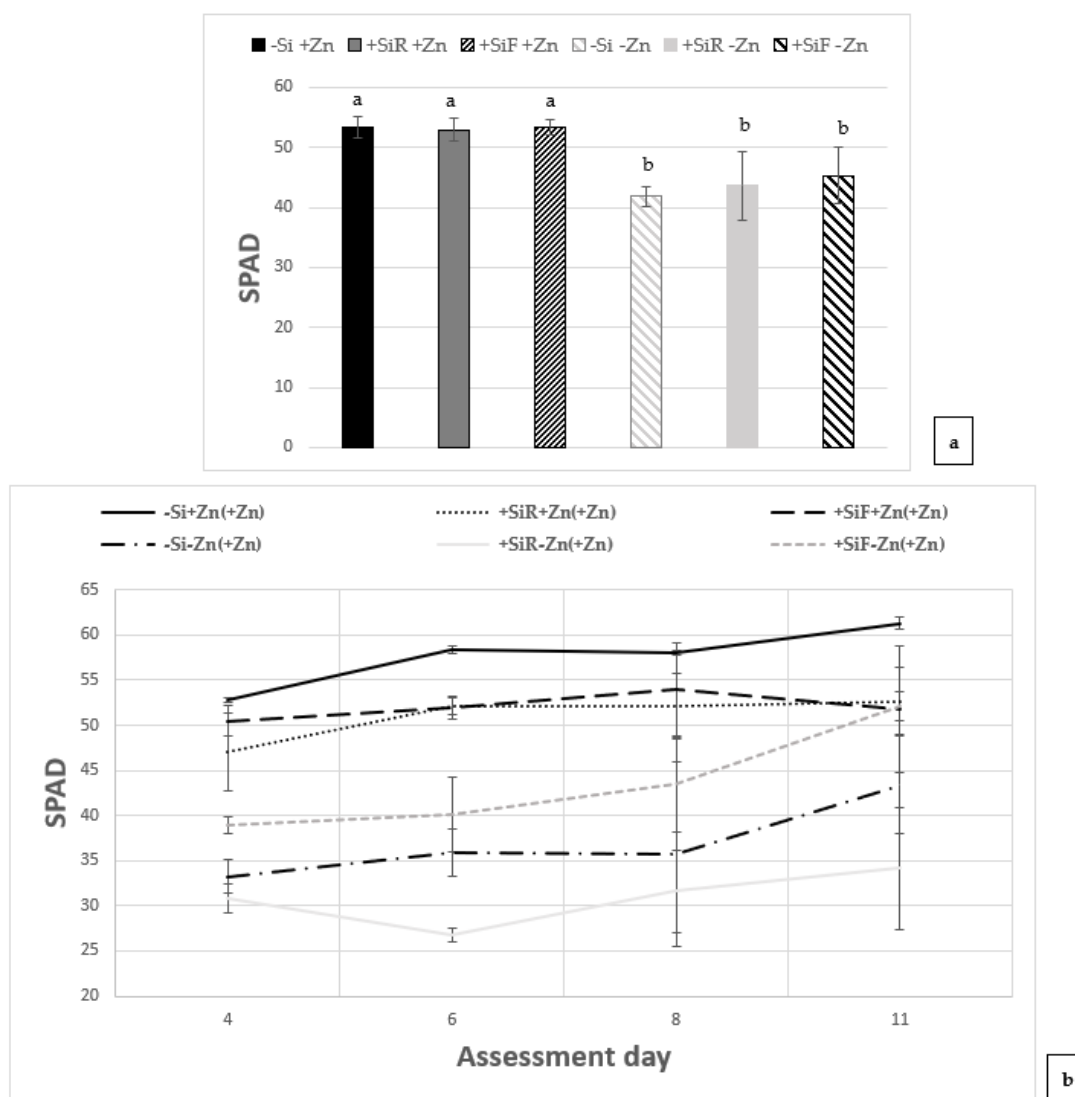 -Si +Zn +SiR +Zn +SiF +Zn -Si -Zn +SiR -Zn +SiF -Zn
60
50
40
30
20
10
0
SPAD
a a a b b b
a
-Si+Zn(+Zn) +SiR+Zn(+Zn) +SiF+Zn(+Zn)
-Si-Zn(+Zn) +SiR-Zn(+Zn) +SiF-Zn(+Zn)
65
60
55
50
45
40
35
30
25
20
SPAD
4 6 8 11
Assessment day
b